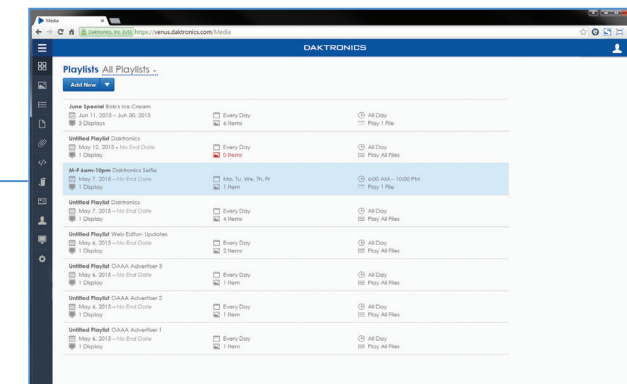 Media
Daktronics, Inc. [US] https://venus.daktronics.com/Media
DAKTRONICS
Playlists All Playlists
Add New
June Special Bob's Ice Cream
Jun 11, 2015 – Jun 30, 2015 Every Day All Day
3 Displays 6 Items Play 1 File
Untitled Playlist Daktronics
May 12, 2015 – No End Date Every Day All Day
1 Display 0 Items Play All Files
M-F 6am-10pm Daktronics Selfie
May 7, 2015 – No End Date Mo, Tu, We, Th, Fr 6:00 AM – 10:00 PM
1 Display 1 Item Play 1 File
Untitled Playlist Daktronics
May 7, 2015 – No End Date Every Day All Day
1 Display 4 Items Play All Files
Untitled Playlist Web Editor- Updates
May 6, 2015 – No End Date Every Day All Day
1 Display 2 Items Play All Files
Untitled Playlist OAAA Advertiser 3
May 6, 2015 – No End Date Every Day All Day
1 Display 1 Item Play All Files
Untitled Playlist OAAA Advertiser 2
May 6, 2015 – No End Date Every Day All Day
1 Display 1 Item Play All Files
Untitled Playlist OAAA Advertiser 1
May 6, 2015 – No End Date Every Day All Day
1 Display 1 Item Play All Files